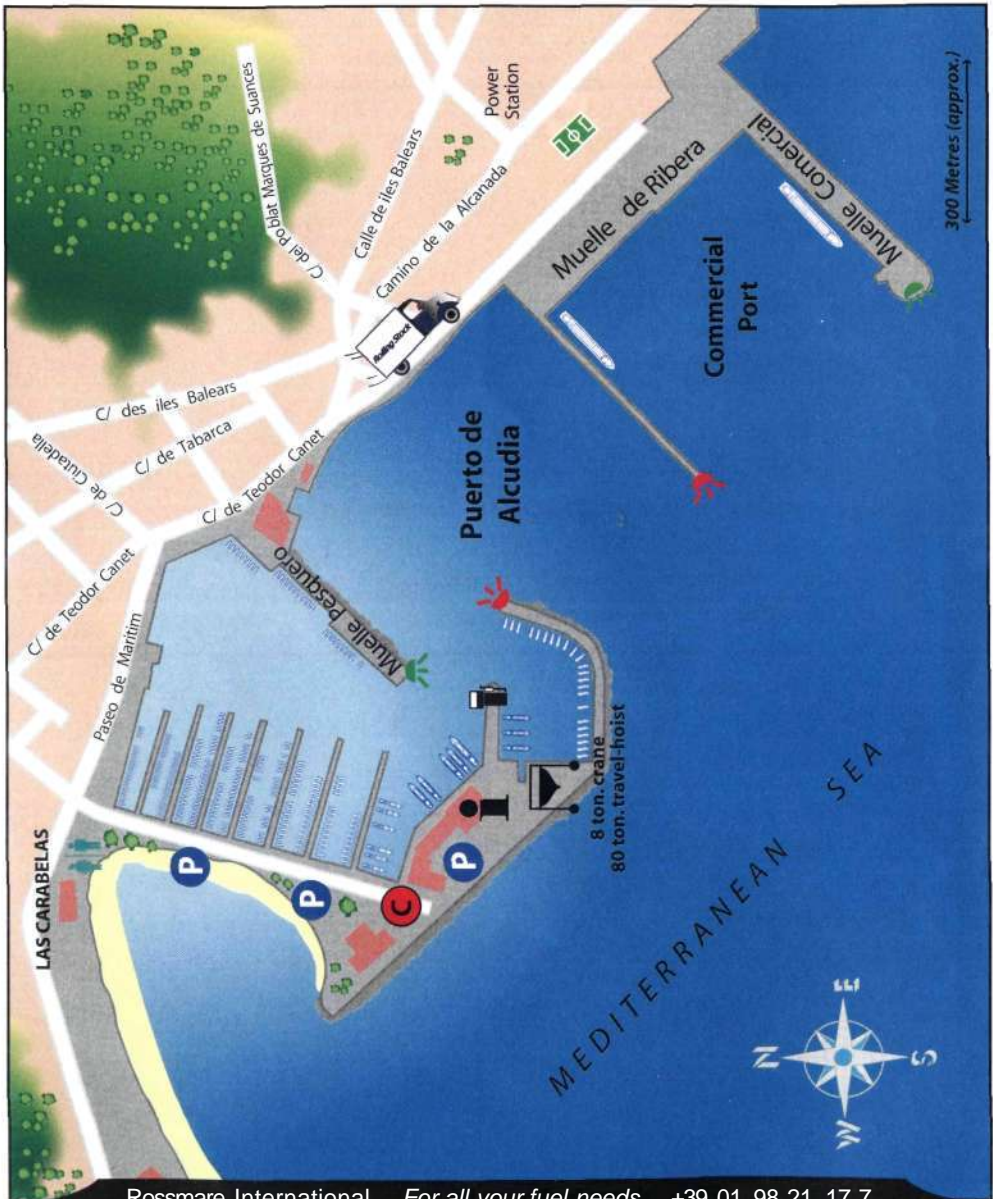 C/ del Poblat Marques de Suances
Calle de iles Balears
Power
Station
Camino de la Alcanada
Rolling Stock
C/ des iles Balears
C/ de Ciutadella
C/ de Tabarca
C/ de Teodor Canet
C/ de Teodor Canet
Paseo de Maritim
LAS CARABELAS
Muelle de Ribera
Muelle Comercial
Muelle Comercial
300 Metres (approx.)
Commercial
Port
Puerto de
Alcudia
Muelle Pesquero
P
P
P
C
8 ton. crane
80 ton. travel-hoist
MEDITERRANEAN SEA
N
E
S
W
Rossmare International For all your fuel needs +39 01 98 21 17 7